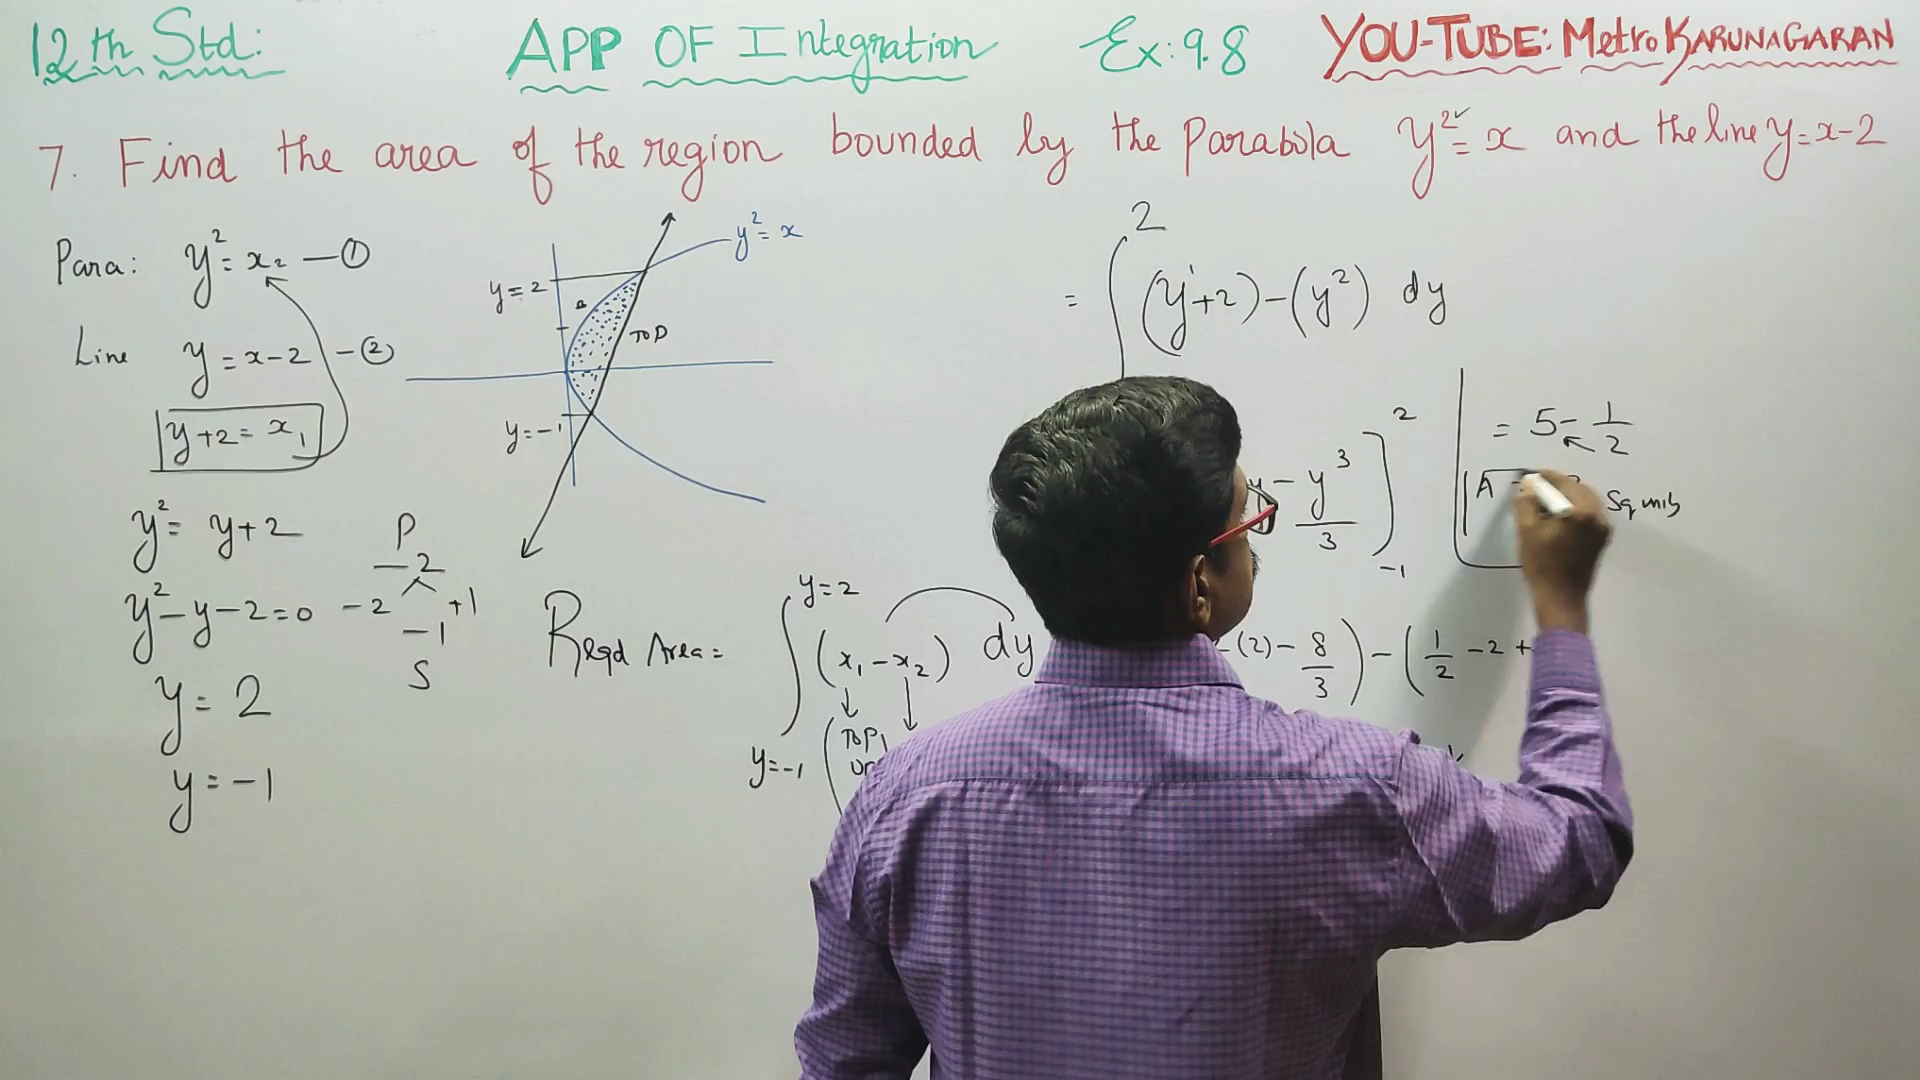 12th Std: APP OF Integration Ex: 9.8 YOU-TUBE: Metro KARUNAGARAN
7. Find the area of the region bounded by the Parabola y² = x and the line y = x-2
Para: y² = x₂ — ①
Line y = x-2 — ②
y+2 = x₁
y² = y+2
y² - y - 2 = 0
y = 2
y = -1
P
-2
-2 +1
-1
S
y² = x
y = 2
B
TOP
y = -1
Reqd Area =
∫
y=2
y=-1
(x₁ - x₂) dy
TOP
= ∫
2
(y+2) - (y²) dy
- y³
3
]
2
-1
(2) - 8/3) - (1/2 - 2 +
= 5 - 1/2
A
Sq units